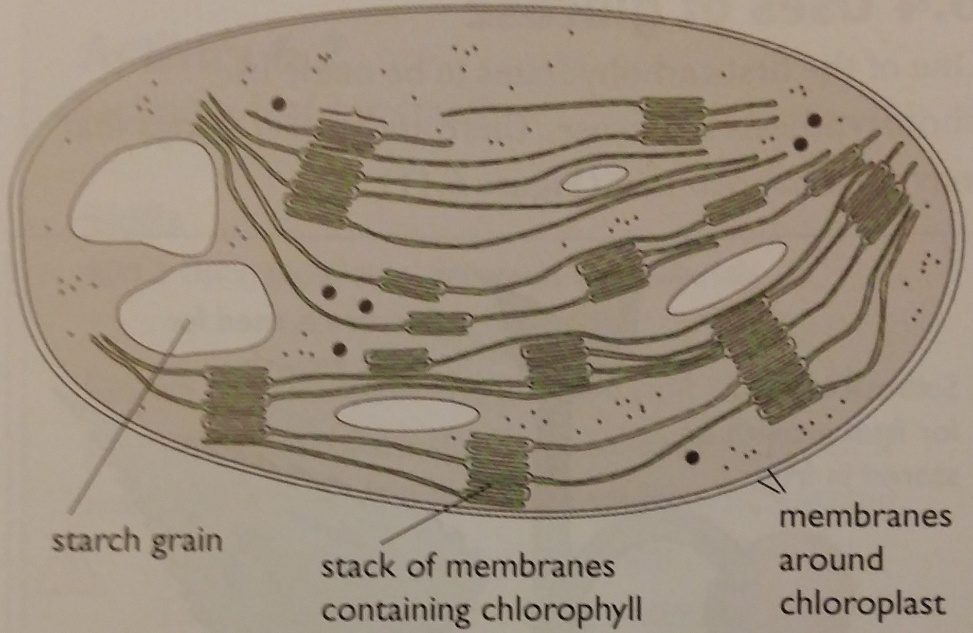 starch grain
stack of membranes
containing chlorophyll
membranes
around
chloroplast